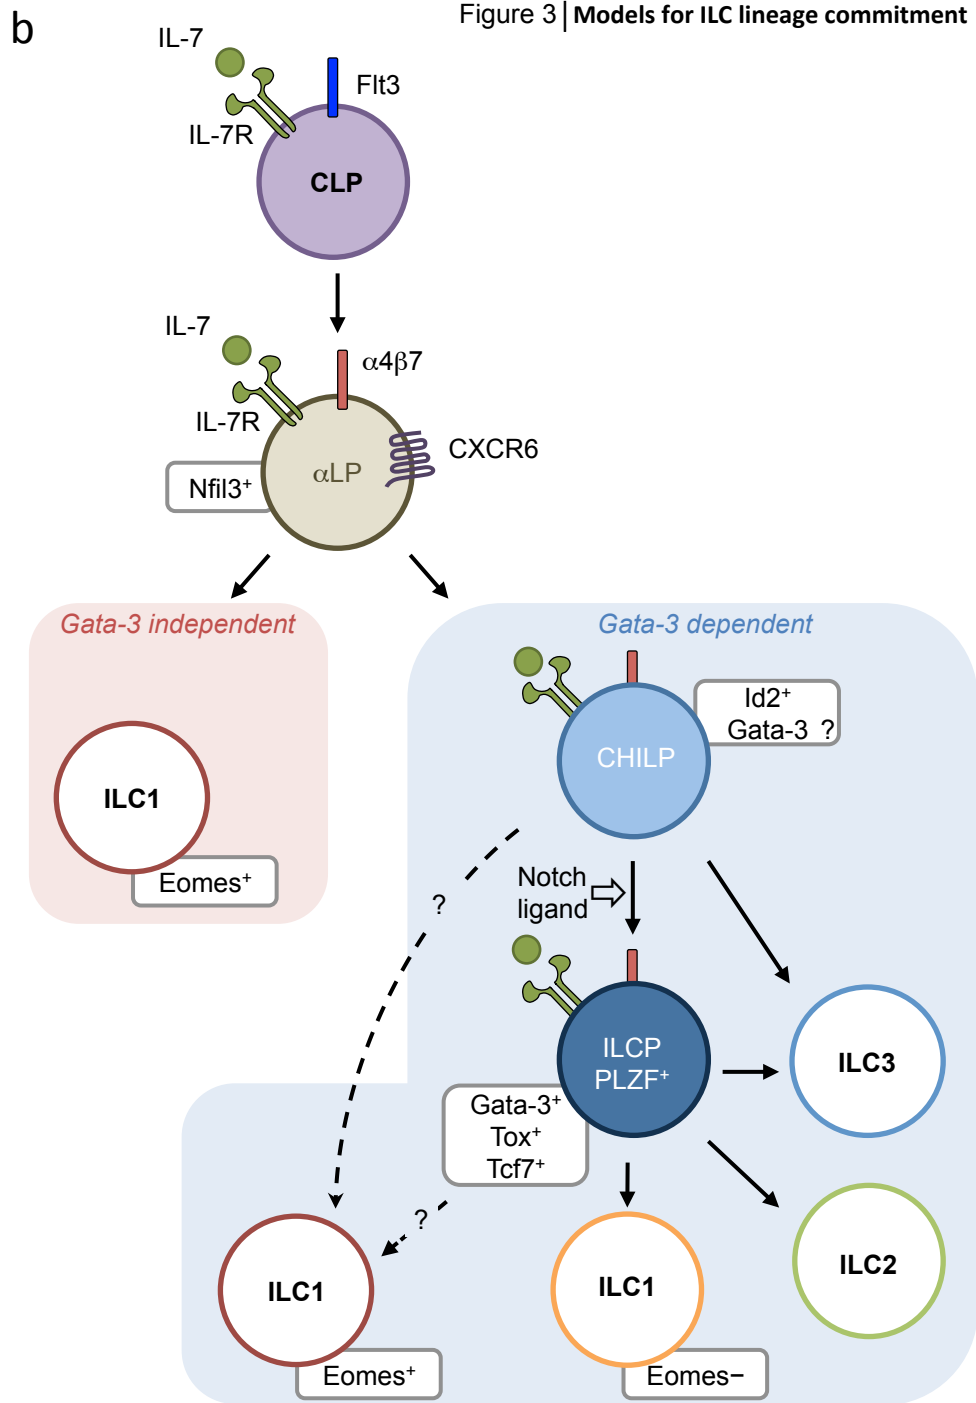 Figure 3 | Models for ILC lineage commitment
b
IL-7
Flt3
IL-7R
CLP
IL-7
α4β7
IL-7R
CXCR6
αLP
Nfil3⁺
Gata-3 independent
Gata-3 dependent
Id2⁺
Gata-3 ?
CHILP
ILC1
Eomes⁺
Notch
ligand
?
ILCP
PLZF⁺
ILC3
Gata-3⁺
Tox⁺
Tcf7⁺
?
ILC2
ILC1
ILC1
Eomes⁺
Eomes−